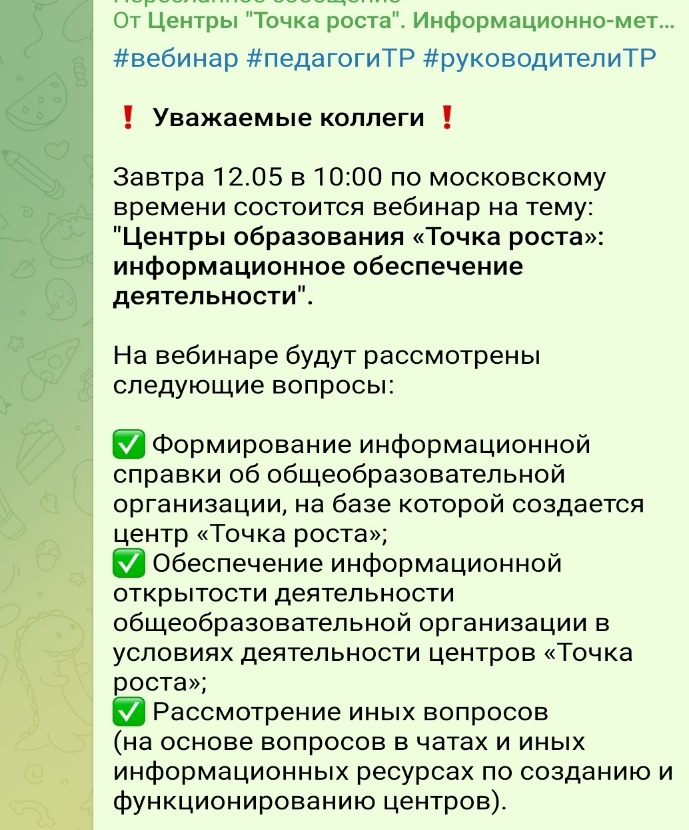 Пересланное сообщение
От Центры "Точка роста". Информационно-мет...
#вебинар #педагогиТР #руководителиТР
❗ Уважаемые коллеги ❗
Завтра 12.05 в 10:00 по московскому
времени состоится вебинар на тему:
"Центры образования «Точка роста»:
информационное обеспечение
деятельности".
На вебинаре будут рассмотрены
следующие вопросы:
✅ Формирование информационной
справки об общеобразовательной
организации, на базе которой создается
центр «Точка роста»;
✅ Обеспечение информационной
открытости деятельности
общеобразовательной организации в
условиях деятельности центров «Точка
роста»;
✅ Рассмотрение иных вопросов
(на основе вопросов в чатах и иных
информационных ресурсах по созданию и
функционированию центров).